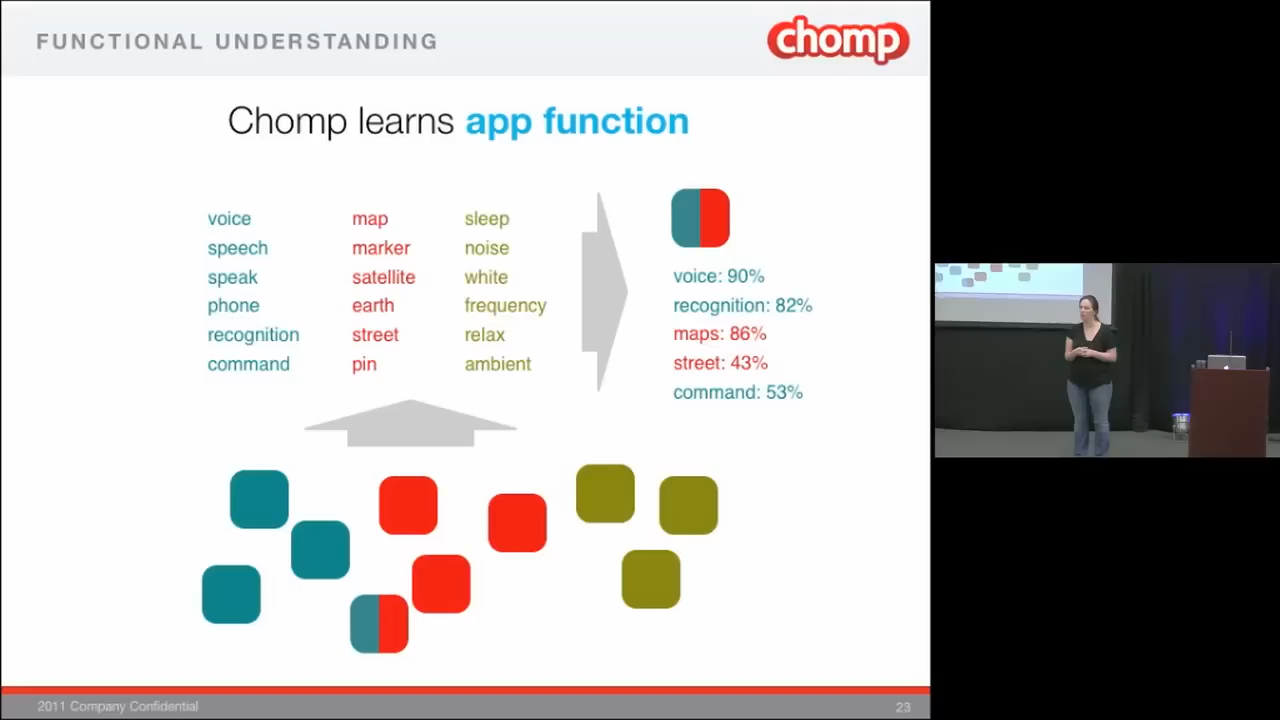 FUNCTIONAL UNDERSTANDING
chomp
Chomp learns app function
voice
speech
speak
phone
recognition
command
map
marker
satellite
earth
street
pin
sleep
noise
white
frequency
relax
ambient
voice: 90%
recognition: 82%
maps: 86%
street: 43%
command: 53%
2011 Company Confidential
23